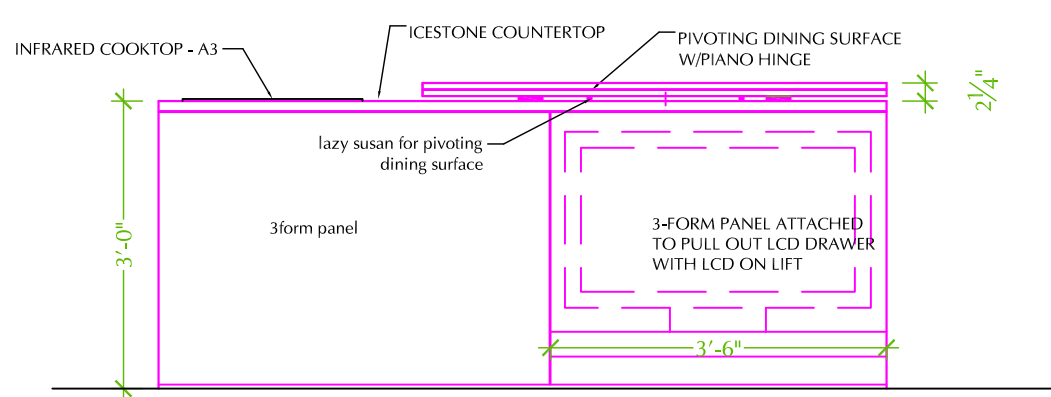 INFRARED COOKTOP - A3
ICESTONE COUNTERTOP
PIVOTING DINING SURFACE
W/PIANO HINGE
2¼"
lazy susan for pivoting
dining surface
3form panel
3-FORM PANEL ATTACHED
TO PULL OUT LCD DRAWER
WITH LCD ON LIFT
3'-0"
3'-6"